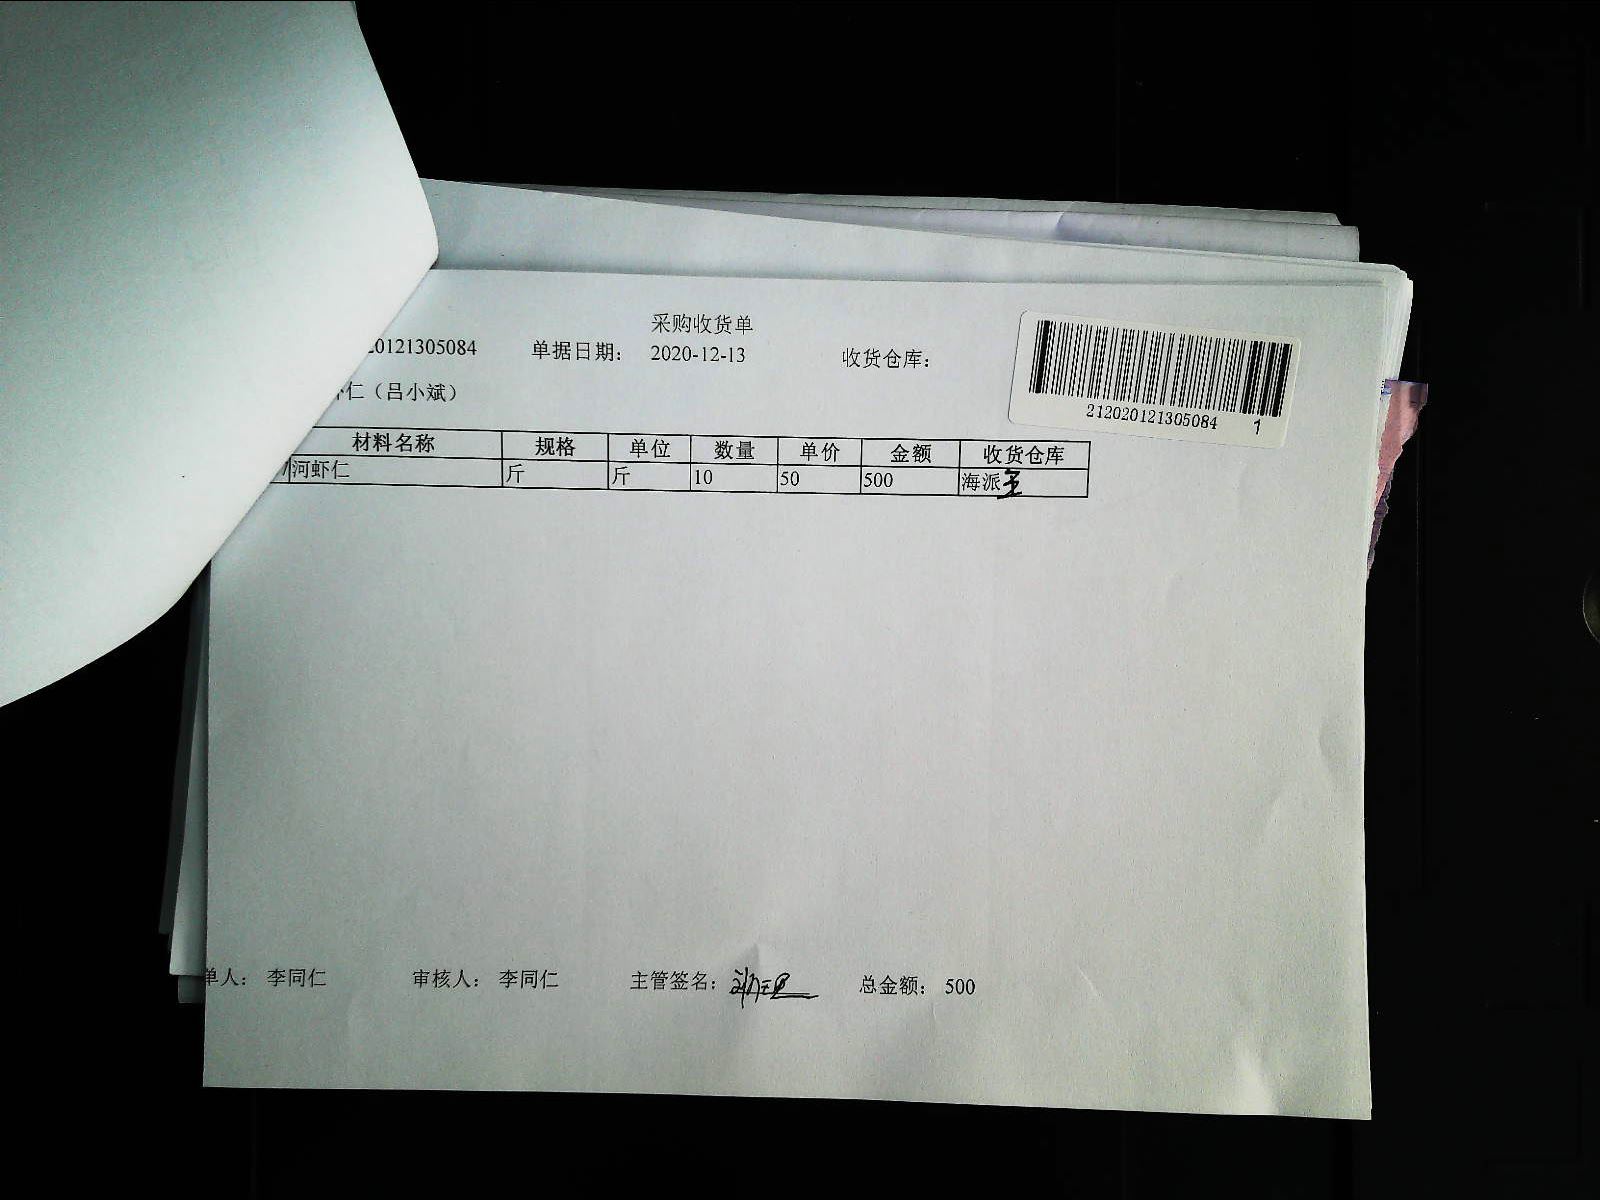 采购收货单
20121305084 单据日期： 2020-12-13 收货仓库：
212020121305084 1
仁（吕小斌）
材料名称 规格 单位 数量 单价 金额 收货仓库
河虾仁 斤 斤 10 50 500 海派
单人： 李同仁 审核人： 李同仁 主管签名： 总金额： 500